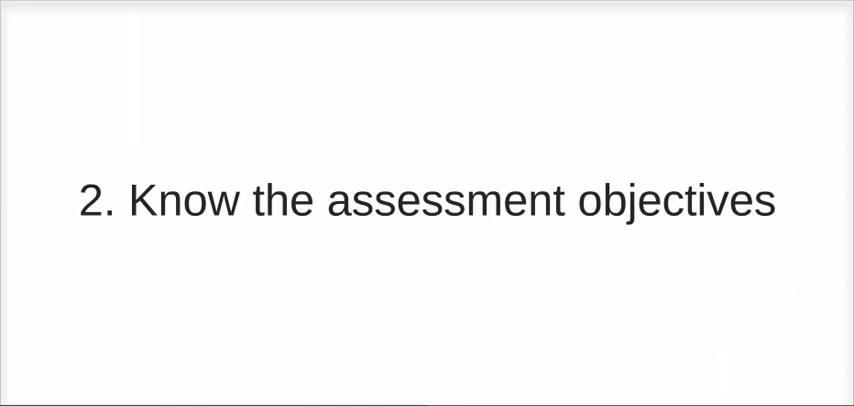 2. Know the assessment objectives